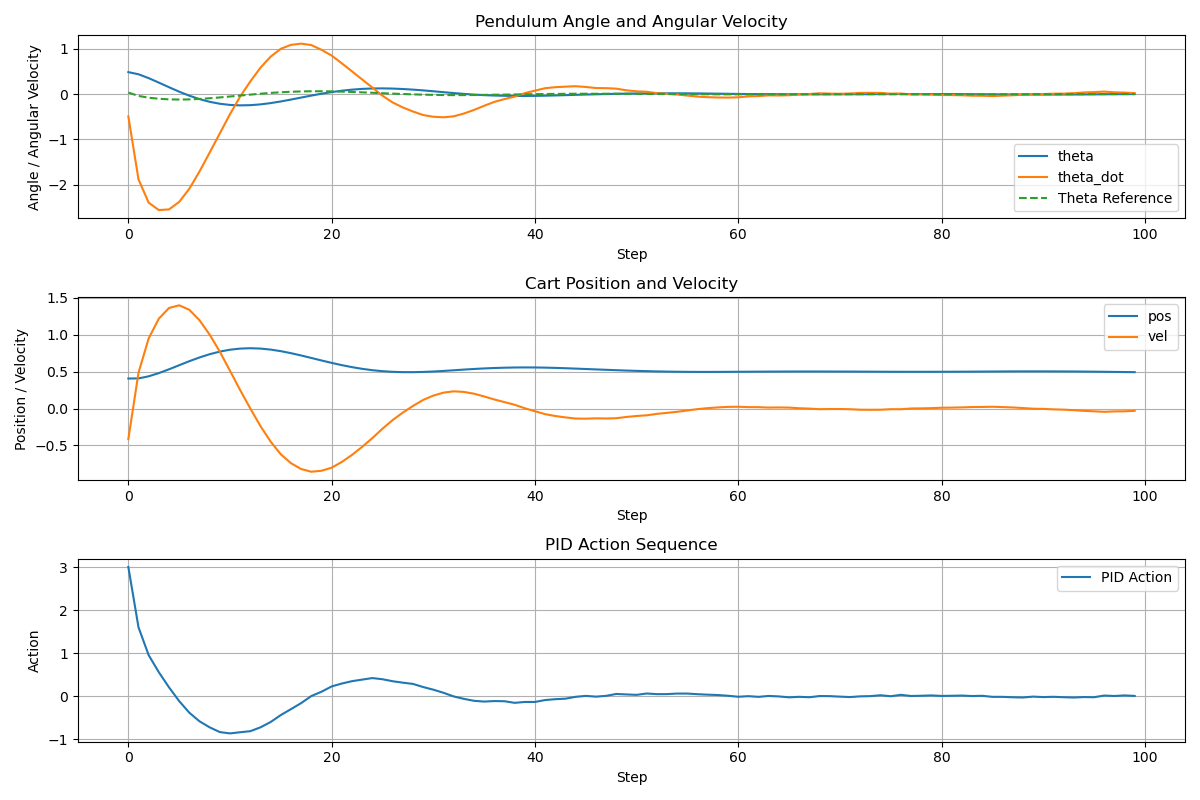 Pendulum Angle and Angular Velocity
Angle / Angular Velocity
1
0
−1
−2
theta
theta_dot
Theta Reference
0 20 40 60 80 100
Step
Cart Position and Velocity
Position / Velocity
1.5
1.0
0.5
0.0
−0.5
pos
vel
0 20 40 60 80 100
Step
PID Action Sequence
Action
3
2
1
0
−1
PID Action
0 20 40 60 80 100
Step